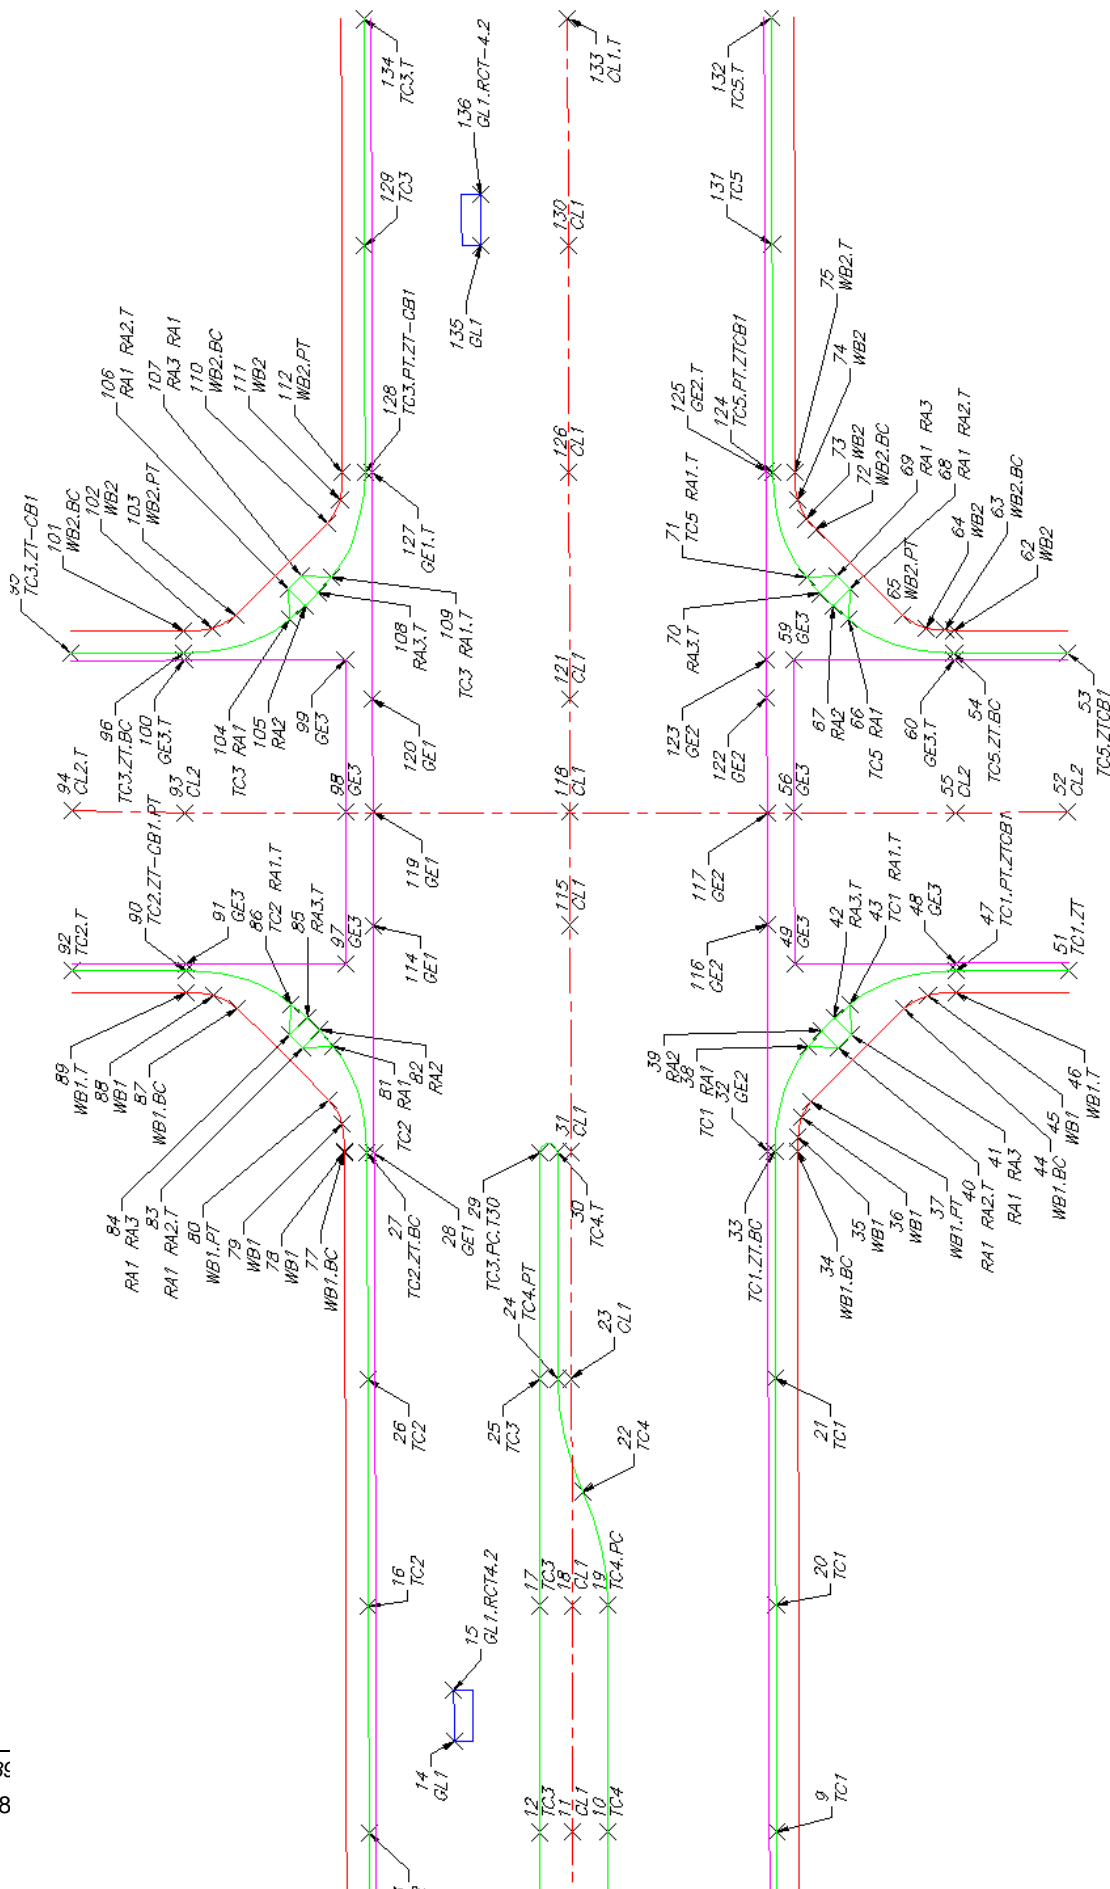 134
TC3.T
133
CL1.T
132
TC5.T
136
GL1.RCT-4.2
129
TC3
135
GL1
130
CL1
131
TC5
106
RA1 RA2.T
107
RA3 RA1
110
WB2.BC
111
WB2
112
WB2.PT
128
TC3.PT.ZT-CB1
126
CL1
125
GE2.T
124
TC5.PT.ZTCB1
75
WB2.T
74
WB2
73
WB2
72
WB2.BC
69
RA1 RA3
68
RA1 RA2.T
TC3.ZT-CB1
101
WB2.BC
102
WB2
103
WB2.PT
127
GE1.T
109
TC3 RA1.T
108
RA3.T
71
TC5 RA1.T
70
RA3.T
65
WB2.PT
64
WB2
63
WB2.BC
62
WB2
96
TC3.ZT.BC
100
GE3.T
104
TC3 RA1
105
RA2
99
GE3
120
GE1
121
CL1
123
GE2
122
GE2
59
GE3
67
RA2
66
TC5 RA1
60
GE3.T
54
TC5.ZT.BC
53
TC5.ZTCB1
94
CL2.T
93
CL2
98
GE3
118
CL1
56
GE3
55
CL2
52
CL2
90
TC2.ZT-CB1.PT
119
GE1
117
GE2
92
TC2.T
91
GE3
86
TC2 RA1.T
85
RA3.T
97
GE3
114
GE1
115
CL1
116
GE2
49
GE3
42
RA3.T
43
TC1 RA1.T
48
GE3
47
TC1.PT.ZTCB1
51
TC1.ZT
89
WB1.T
88
WB1
87
WB1.BC
81
TC2 RA1
82
RA2
39
RA2
38
TC1 RA1
32
GE2
46
WB1.T
45
WB1
44
WB1.BC
41
RA1 RA3
40
RA1 RA2.T
37
WB1.PT
36
WB1
35
WB1
34
WB1.BC
33
TC1.ZT.BC
84
RA1 RA3
83
RA1 RA2.T
80
WB1.PT
79
WB1
78
WB1
77
WB1.BC
27
TC2.ZT.BC
28
GE1
29
TC3.PC.T30
30
TC4.T
31
CL1
24
TC4.PT
23
CL1
26
TC2
25
TC3
22
TC4
21
TC1
16
TC2
17
TC3
18
CL1
19
TC4.PC
20
TC1
15
GL1.RCT4.2
14
GL1
12
TC3
11
CL1
10
TC4
9
TC1
8